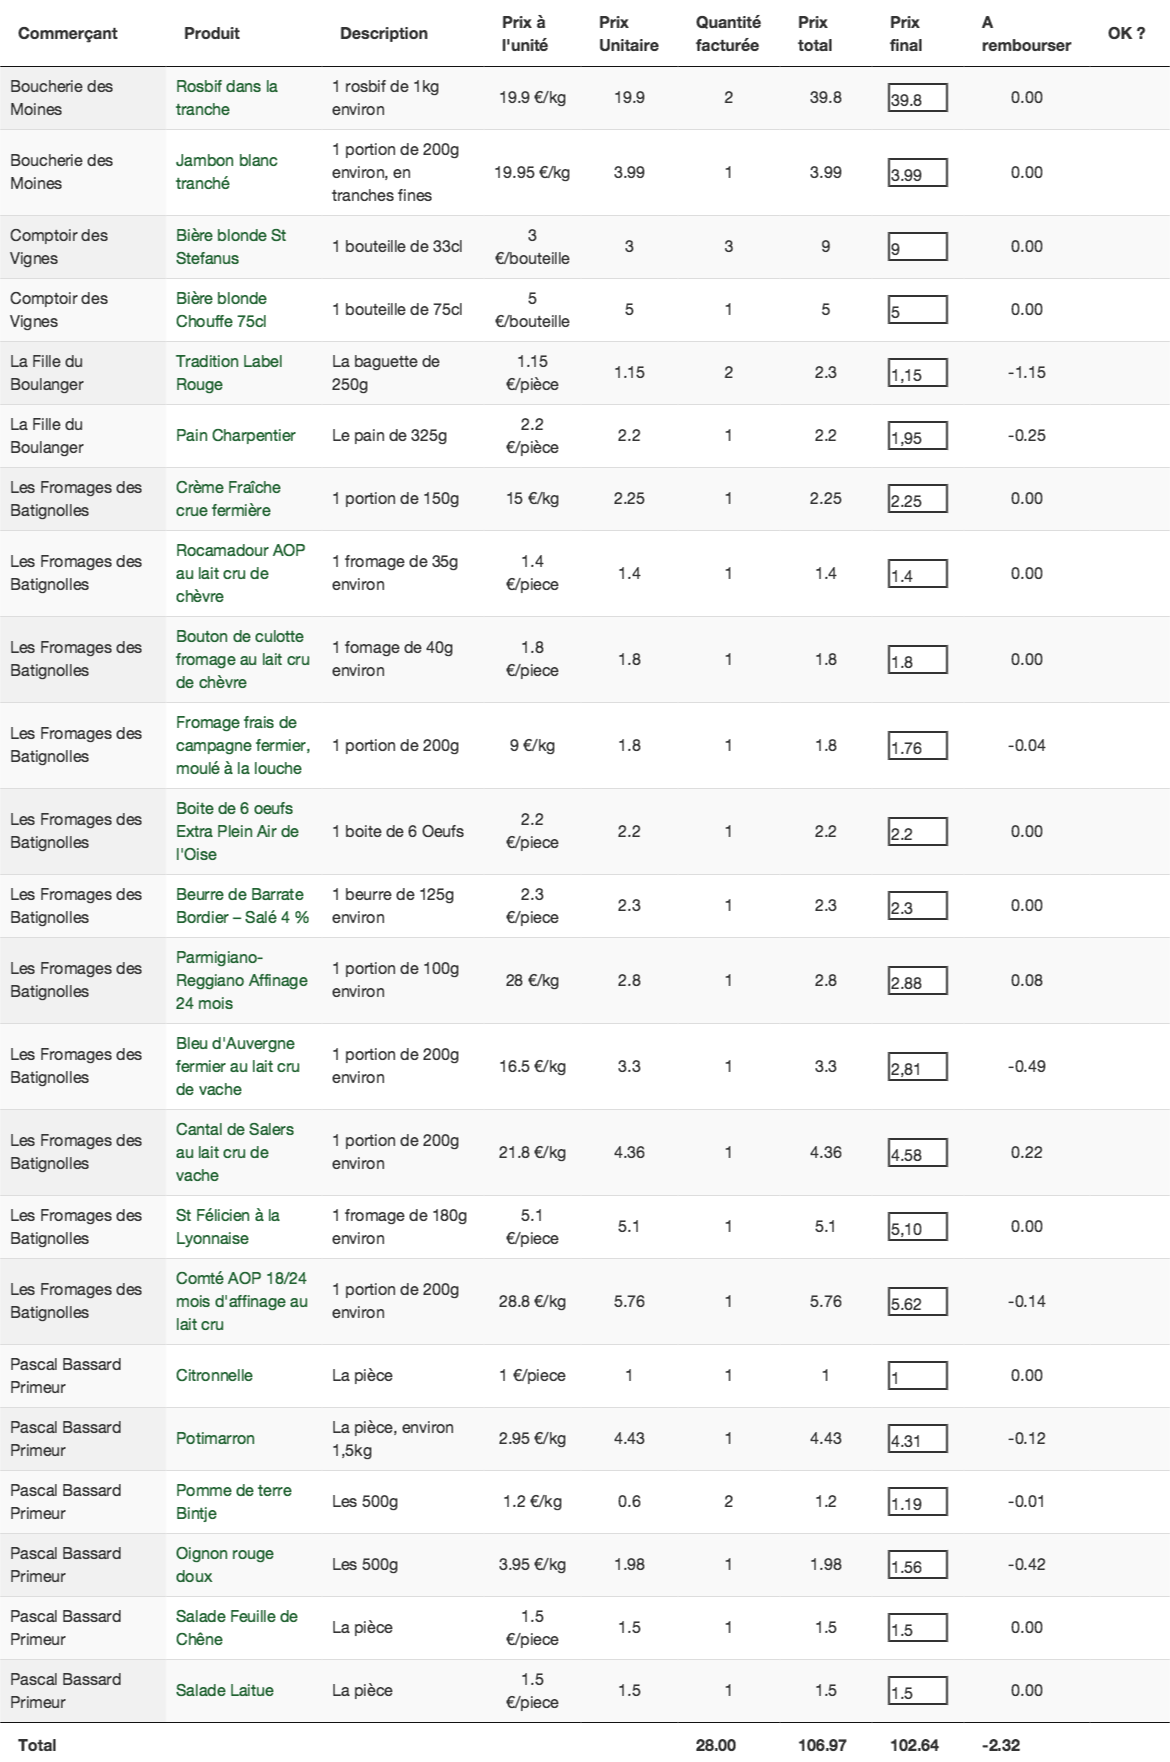 Commerçant Produit Description Prix à l'unité Prix Unitaire Quantité facturée Prix total Prix final A rembourser OK ?
Boucherie des Moines Rosbif dans la tranche 1 rosbif de 1kg environ 19.9 €/kg 19.9 2 39.8 39.8 0.00
Boucherie des Moines Jambon blanc tranché 1 portion de 200g environ, en tranches fines 19.95 €/kg 3.99 1 3.99 3.99 0.00
Comptoir des Vignes Bière blonde St Stefanus 1 bouteille de 33cl 3 €/bouteille 3 3 9 9 0.00
Comptoir des Vignes Bière blonde Chouffe 75cl 1 bouteille de 75cl 5 €/bouteille 5 1 5 5 0.00
La Fille du Boulanger Tradition Label Rouge La baguette de 250g 1.15 €/pièce 1.15 2 2.3 1,15 -1.15
La Fille du Boulanger Pain Charpentier Le pain de 325g 2.2 €/pièce 2.2 1 2.2 1,95 -0.25
Les Fromages des Batignolles Crème Fraîche crue fermière 1 portion de 150g 15 €/kg 2.25 1 2.25 2.25 0.00
Les Fromages des Batignolles Rocamadour AOP au lait cru de chèvre 1 fromage de 35g environ 1.4 €/piece 1.4 1 1.4 1.4 0.00
Les Fromages des Batignolles Bouton de culotte fromage au lait cru de chèvre 1 fomage de 40g environ 1.8 €/piece 1.8 1 1.8 1.8 0.00
Les Fromages des Batignolles Fromage frais de campagne fermier, moulé à la louche 1 portion de 200g 9 €/kg 1.8 1 1.8 1.76 -0.04
Les Fromages des Batignolles Boite de 6 oeufs Extra Plein Air de l'Oise 1 boite de 6 Oeufs 2.2 €/piece 2.2 1 2.2 2.2 0.00
Les Fromages des Batignolles Beurre de Barrate Bordier – Salé 4 % 1 beurre de 125g environ 2.3 €/piece 2.3 1 2.3 2.3 0.00
Les Fromages des Batignolles Parmigiano-Reggiano Affinage 24 mois 1 portion de 100g environ 28 €/kg 2.8 1 2.8 2.88 0.08
Les Fromages des Batignolles Bleu d'Auvergne fermier au lait cru de vache 1 portion de 200g environ 16.5 €/kg 3.3 1 3.3 2,81 -0.49
Les Fromages des Batignolles Cantal de Salers au lait cru de vache 1 portion de 200g environ 21.8 €/kg 4.36 1 4.36 4.58 0.22
Les Fromages des Batignolles St Félicien à la Lyonnaise 1 fromage de 180g environ 5.1 €/piece 5.1 1 5.1 5,10 0.00
Les Fromages des Batignolles Comté AOP 18/24 mois d'affinage au lait cru 1 portion de 200g environ 28.8 €/kg 5.76 1 5.76 5.62 -0.14
Pascal Bassard Primeur Citronnelle La pièce 1 €/piece 1 1 1 1 0.00
Pascal Bassard Primeur Potimarron La pièce, environ 1,5kg 2.95 €/kg 4.43 1 4.43 4.31 -0.12
Pascal Bassard Primeur Pomme de terre Bintje Les 500g 1.2 €/kg 0.6 2 1.2 1.19 -0.01
Pascal Bassard Primeur Oignon rouge doux Les 500g 3.95 €/kg 1.98 1 1.98 1.56 -0.42
Pascal Bassard Primeur Salade Feuille de Chêne La pièce 1.5 €/piece 1.5 1 1.5 1.5 0.00
Pascal Bassard Primeur Salade Laitue La pièce 1.5 €/piece 1.5 1 1.5 1.5 0.00
Total 28.00 106.97 102.64 -2.32